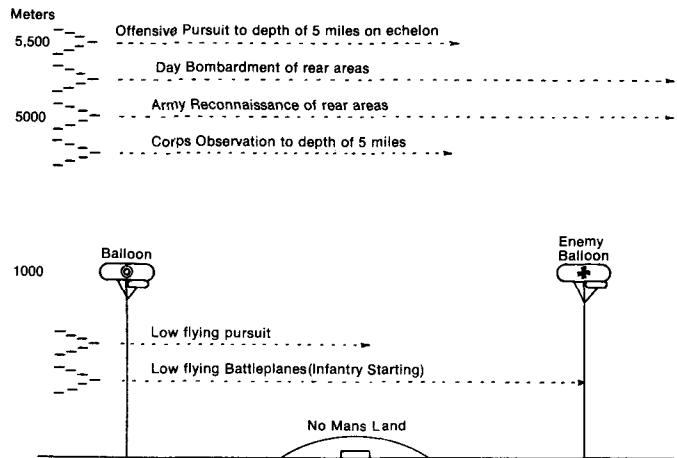 Meters
5,500
Offensive Pursuit to depth of 5 miles on echelon
Day Bombardment of rear areas
5000
Army Reconnaissance of rear areas
Corps Observation to depth of 5 miles
1000
Balloon
Enemy
Balloon
Low flying pursuit
Low flying Battleplanes(Infantry Starting)
No Mans Land